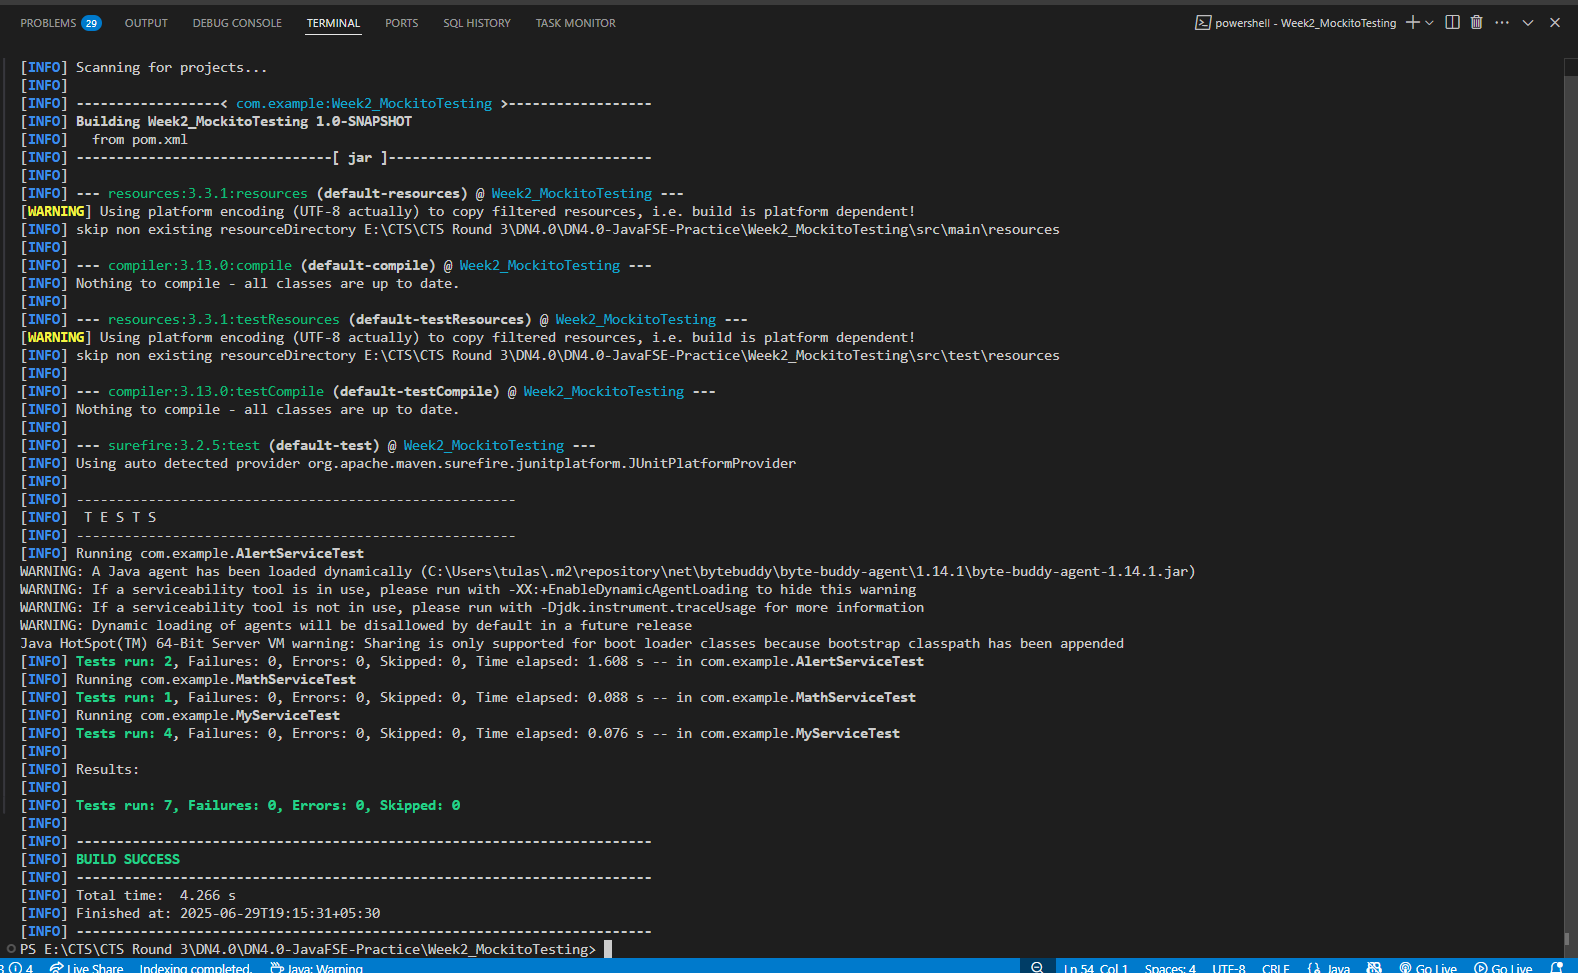 PROBLEMS 29 OUTPUT DEBUG CONSOLE TERMINAL PORTS SQL HISTORY TASK MONITOR powershell - Week2_MockitoTesting
[INFO] Scanning for projects...
[INFO]
[INFO] ------------------< com.example:Week2_MockitoTesting >------------------
[INFO] Building Week2_MockitoTesting 1.0-SNAPSHOT
[INFO]   from pom.xml
[INFO] --------------------------------[ jar ]---------------------------------
[INFO]
[INFO] --- resources:3.3.1:resources (default-resources) @ Week2_MockitoTesting ---
[WARNING] Using platform encoding (UTF-8 actually) to copy filtered resources, i.e. build is platform dependent!
[INFO] skip non existing resourceDirectory E:\CTS\CTS Round 3\DN4.0\DN4.0-JavaFSE-Practice\Week2_MockitoTesting\src\main\resources
[INFO]
[INFO] --- compiler:3.13.0:compile (default-compile) @ Week2_MockitoTesting ---
[INFO] Nothing to compile - all classes are up to date.
[INFO]
[INFO] --- resources:3.3.1:testResources (default-testResources) @ Week2_MockitoTesting ---
[WARNING] Using platform encoding (UTF-8 actually) to copy filtered resources, i.e. build is platform dependent!
[INFO] skip non existing resourceDirectory E:\CTS\CTS Round 3\DN4.0\DN4.0-JavaFSE-Practice\Week2_MockitoTesting\src\test\resources
[INFO]
[INFO] --- compiler:3.13.0:testCompile (default-testCompile) @ Week2_MockitoTesting ---
[INFO] Nothing to compile - all classes are up to date.
[INFO]
[INFO] --- surefire:3.2.5:test (default-test) @ Week2_MockitoTesting ---
[INFO] Using auto detected provider org.apache.maven.surefire.junitplatform.JUnitPlatformProvider
[INFO]
[INFO] -------------------------------------------------------
[INFO]  T E S T S
[INFO] -------------------------------------------------------
[INFO] Running com.example.AlertServiceTest
WARNING: A Java agent has been loaded dynamically (C:\Users\tulas\.m2\repository\net\bytebuddy\byte-buddy-agent\1.14.1\byte-buddy-agent-1.14.1.jar)
WARNING: If a serviceability tool is in use, please run with -XX:+EnableDynamicAgentLoading to hide this warning
WARNING: If a serviceability tool is not in use, please run with -Djdk.instrument.traceUsage for more information
WARNING: Dynamic loading of agents will be disallowed by default in a future release
Java HotSpot(TM) 64-Bit Server VM warning: Sharing is only supported for boot loader classes because bootstrap classpath has been appended
[INFO] Tests run: 2, Failures: 0, Errors: 0, Skipped: 0, Time elapsed: 1.608 s -- in com.example.AlertServiceTest
[INFO] Running com.example.MathServiceTest
[INFO] Tests run: 1, Failures: 0, Errors: 0, Skipped: 0, Time elapsed: 0.088 s -- in com.example.MathServiceTest
[INFO] Running com.example.MyServiceTest
[INFO] Tests run: 4, Failures: 0, Errors: 0, Skipped: 0, Time elapsed: 0.076 s -- in com.example.MyServiceTest
[INFO]
[INFO] Results:
[INFO]
[INFO] Tests run: 7, Failures: 0, Errors: 0, Skipped: 0
[INFO]
[INFO] ------------------------------------------------------------------------
[INFO] BUILD SUCCESS
[INFO] ------------------------------------------------------------------------
[INFO] Total time:  4.266 s
[INFO] Finished at: 2025-06-29T19:15:31+05:30
[INFO] ------------------------------------------------------------------------
PS E:\CTS\CTS Round 3\DN4.0\DN4.0-JavaFSE-Practice\Week2_MockitoTesting>
3 4 Live Share Indexing completed. Java: Warning Ln 54, Col 1 Spaces: 4 UTF-8 CRLF {} Java Go Live Go Live